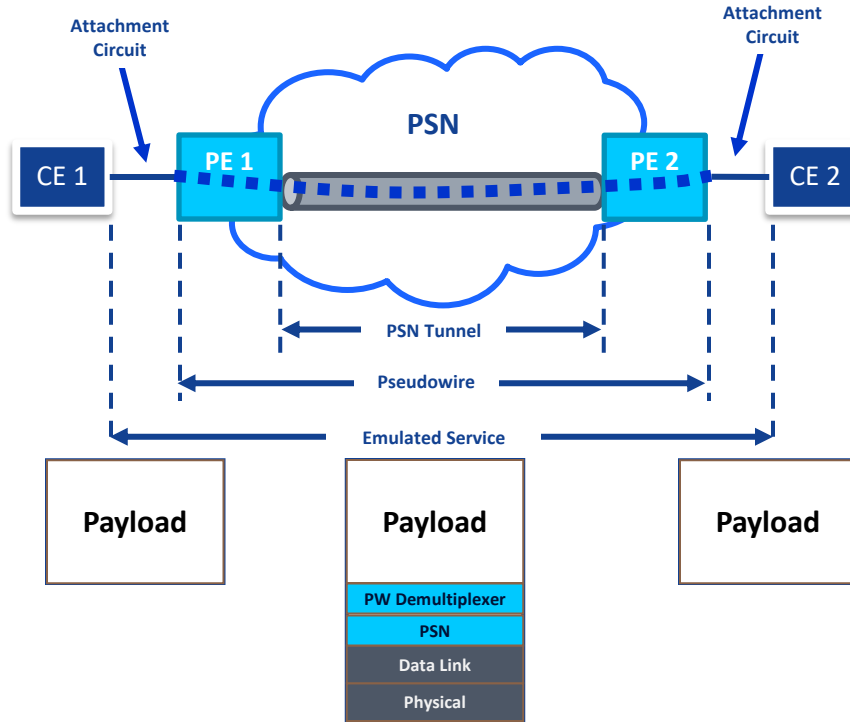 Attachment
Circuit
Attachment
Circuit
PSN
CE 1
PE 1
PE 2
CE 2
PSN Tunnel
Pseudowire
Emulated Service
Payload
Payload
Payload
PW Demultiplexer
PSN
Data Link
Physical